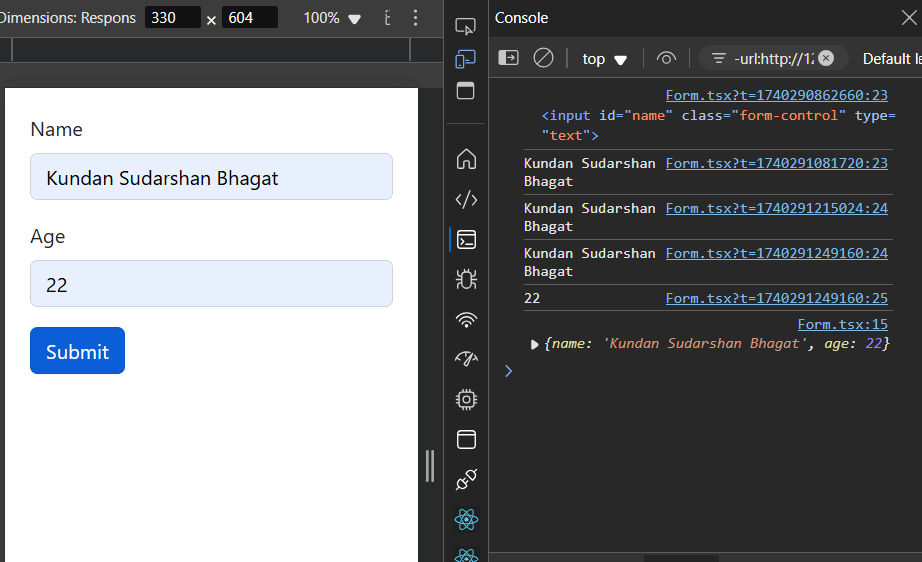 Dimensions: Respons 330 × 604 100%
Console
top -url:http://12 Default le
Name
Kundan Sudarshan Bhagat
Age
22
Submit
Form.tsx?t=1740290862660:23
<input id="name" class="form-control" type=
"text">
Kundan Sudarshan Form.tsx?t=1740291081720:23
Bhagat
Kundan Sudarshan Form.tsx?t=1740291215024:24
Bhagat
Kundan Sudarshan Form.tsx?t=1740291249160:24
Bhagat
22 Form.tsx?t=1740291249160:25
Form.tsx:15
{name: 'Kundan Sudarshan Bhagat', age: 22}